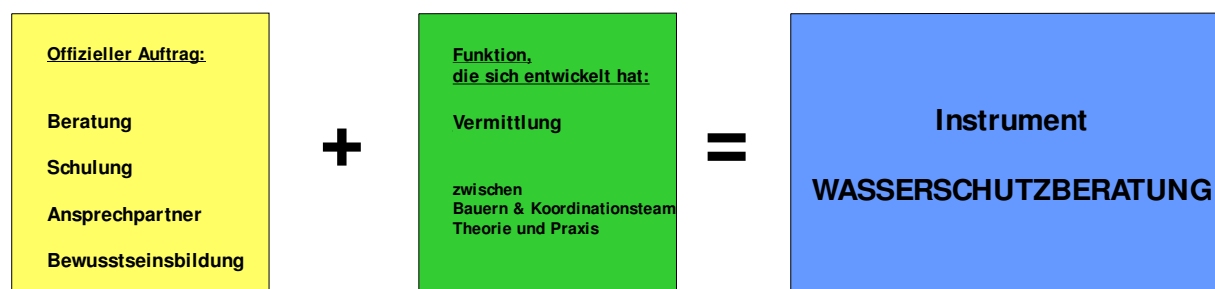 Offizieller Auftrag:
Beratung
Schulung
Ansprechpartner
Bewusstseinsbildung
+
Funktion,
die sich entwickelt hat:
Vermittlung
zwischen
Bauern & Koordinationsteam
Theorie und Praxis
=
Instrument
WASSERSCHUTZBERATUNG